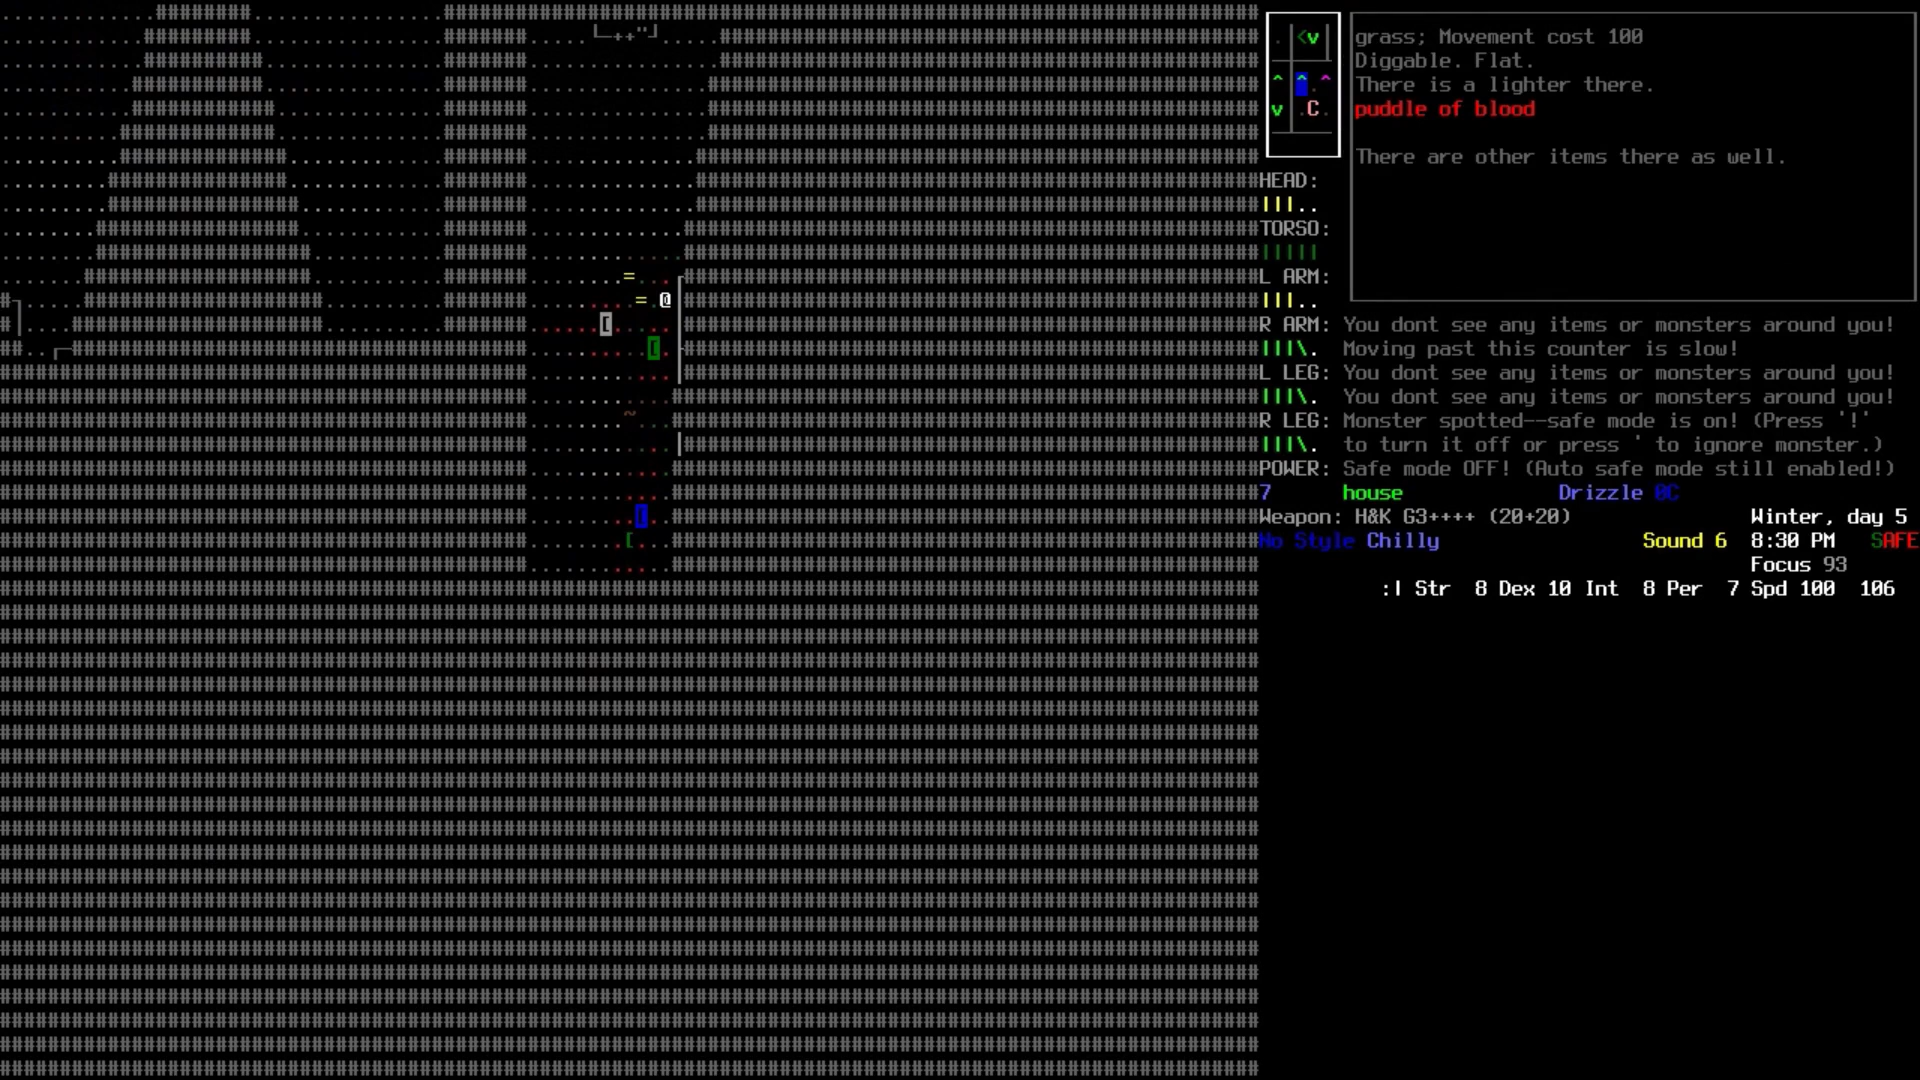 grass; Movement cost 100
Diggable. Flat.
There is a lighter there.
puddle of blood
There are other items there as well.
HEAD:
|||..
TORSO:
|||||
L ARM:
|||..
R ARM: You dont see any items or monsters around you!
|||\. Moving past this counter is slow!
L LEG: You dont see any items or monsters around you!
|||\. You dont see any items or monsters around you!
R LEG: Monster spotted--safe mode is on! (Press '!'
|||\. to turn it off or press ' to ignore monster.)
POWER: Safe mode OFF! (Auto safe mode still enabled!)
7 house Drizzle 0C
Weapon: H&K G3++++ (20+20) Winter, day 5
No Style Chilly Sound 6 8:30 PM SAFE
Focus 93
:| Str 8 Dex 10 Int 8 Per 7 Spd 100 106